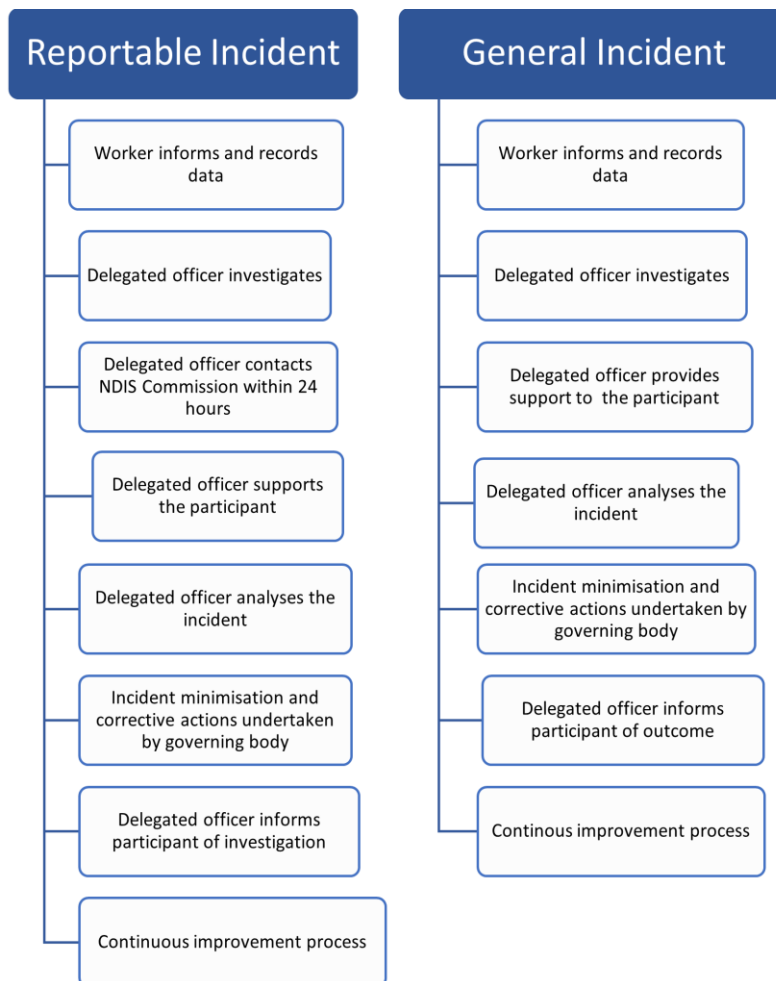 Reportable Incident
Worker informs and records
data
Delegated officer investigates
Delegated officer contacts
NDIS Commission within 24
hours
Delegated officer supports
the participant
Delegated officer analyses the
incident
Incident minimisation and
corrective actions undertaken
by governing body
Delegated officer informs
participant of investigation
Continuous improvement process
General Incident
Worker informs and records
data
Delegated officer investigates
Delegated officer provides
support to the participant
Delegated officer analyses the
incident
Incident minimisation and
corrective actions undertaken by
governing body
Delegated officer informs
participant of outcome
Continous improvement process